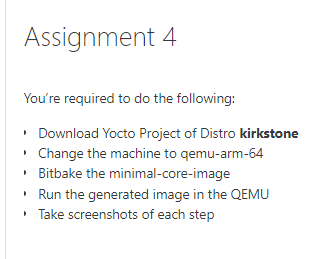 Assignment 4
You're required to do the following:
Download Yocto Project of Distro kirkstone
Change the machine to qemu-arm-64
Bitbake the minimal-core-image
Run the generated image in the QEMU
Take screenshots of each step